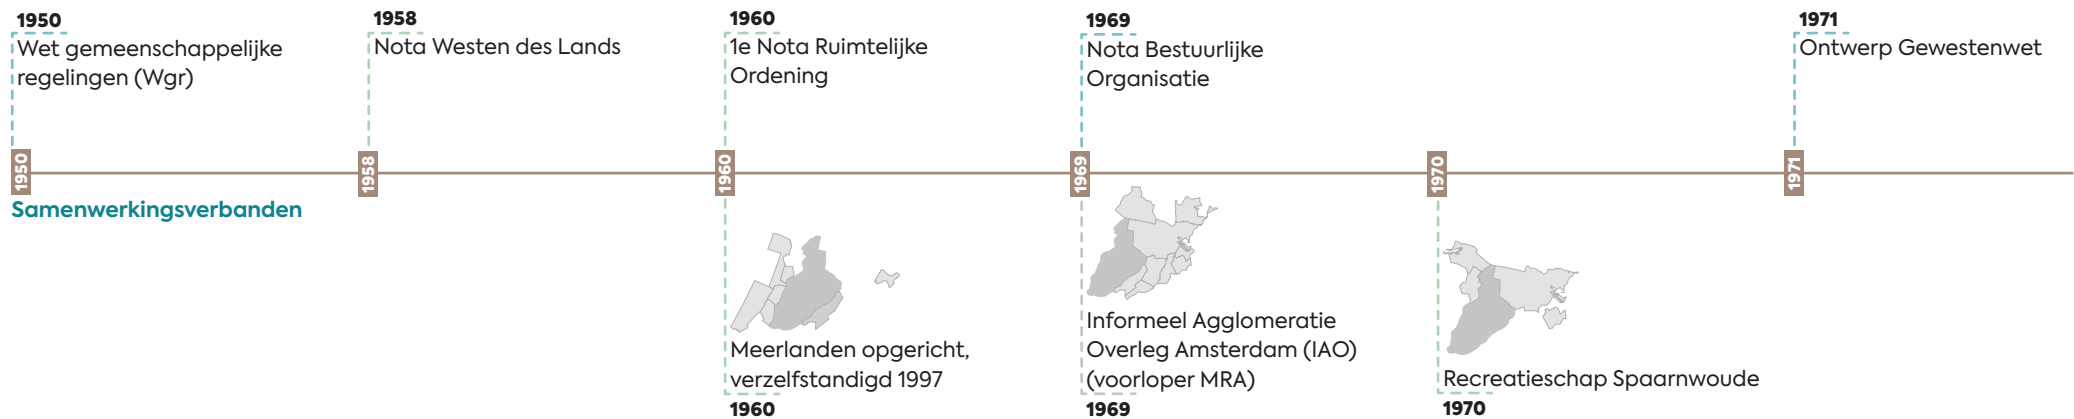 1950
Wet gemeenschappelijke
regelingen (Wgr)
1958
Nota Westen des Lands
1960
1e Nota Ruimtelijke
Ordening
1969
Nota Bestuurlijke
Organisatie
1971
Ontwerp Gewestenwet
1950
1958
1960
1969
1970
1971
Samenwerkingsverbanden
Meerlanden opgericht,
verzelfstandigd 1997
1960
Informeel Agglomeratie
Overleg Amsterdam (IAO)
(voorloper MRA)
1969
Recreatieschap Spaarnwoude
1970